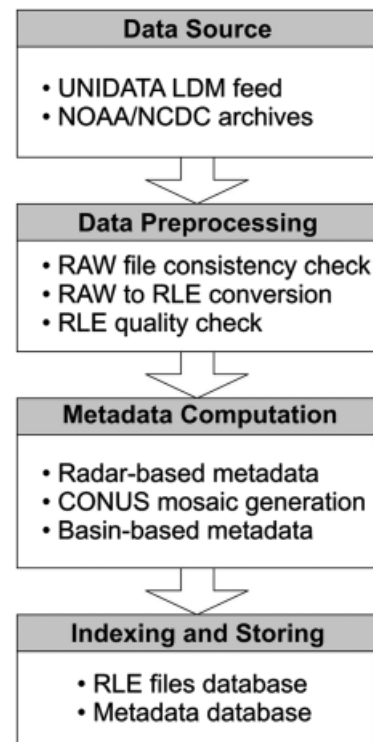 Data Source
• UNIDATA LDM feed
• NOAA/NCDC archives
Data Preprocessing
• RAW file consistency check
• RAW to RLE conversion
• RLE quality check
Metadata Computation
• Radar-based metadata
• CONUS mosaic generation
• Basin-based metadata
Indexing and Storing
• RLE files database
• Metadata database